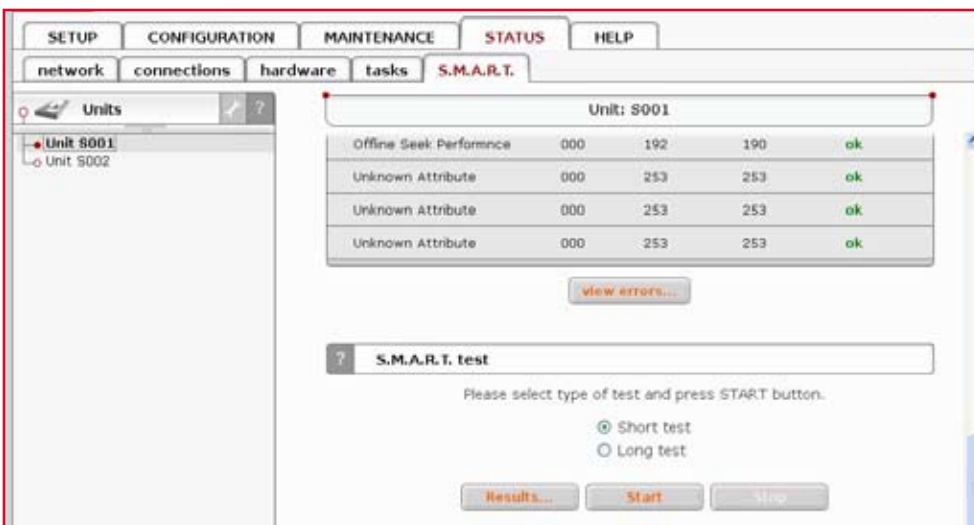 SETUP CONFIGURATION MAINTENANCE STATUS HELP
network connections hardware tasks S.M.A.R.T.
Units ?
Unit S001
Unit S002
Unit: S001
Offline Seek Performnce 000 192 190 ok
Unknown Attribute 000 253 253 ok
Unknown Attribute 000 253 253 ok
Unknown Attribute 000 253 253 ok
view errors...
? S.M.A.R.T. test
Please select type of test and press START button.
Short test
Long test
Results... Start Stop